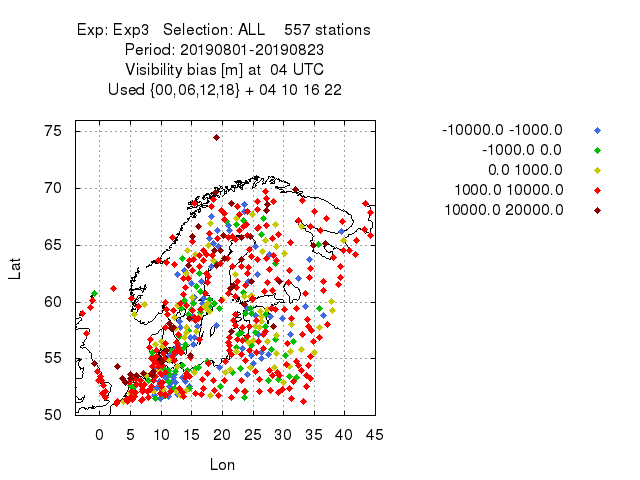 Exp: Exp3   Selection: ALL    557 stations
Period: 20190801-20190823
Visibility bias [m] at  04 UTC
Used {00,06,12,18} + 04 10 16 22
-10000.0 -1000.0
-1000.0 0.0
0.0 1000.0
1000.0 10000.0
10000.0 20000.0
75
70
65
60
55
50
Lat
0 5 10 15 20 25 30 35 40 45
Lon